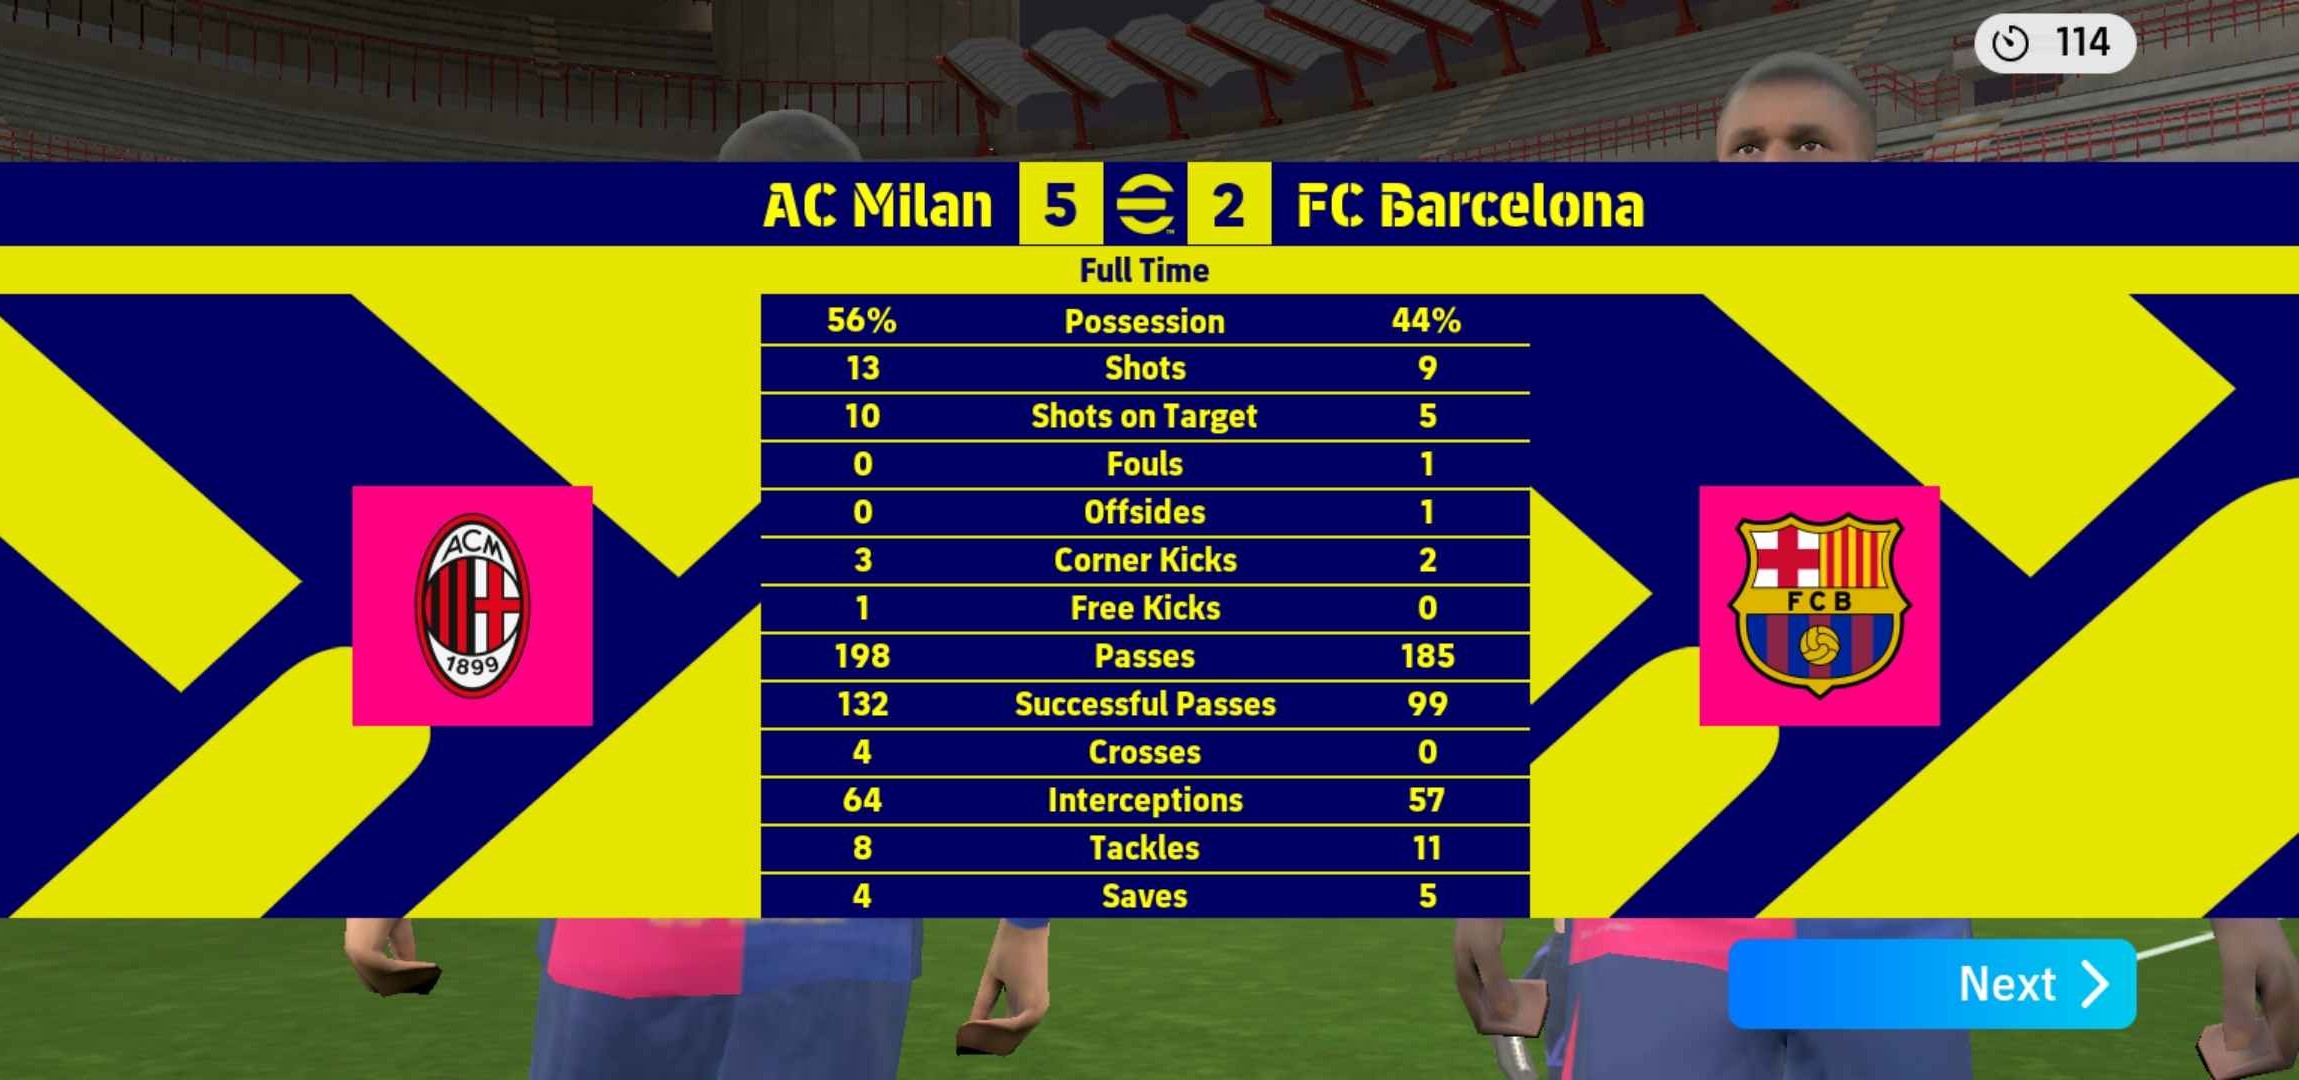 114
AC Milan 5 2 FC Barcelona
Full Time
56% Possession 44%
13 Shots 9
10 Shots on Target 5
0 Fouls 1
0 Offsides 1
3 Corner Kicks 2
1 Free Kicks 0
198 Passes 185
132 Successful Passes 99
4 Crosses 0
64 Interceptions 57
8 Tackles 11
4 Saves 5
ACM
1899
FCB
Next